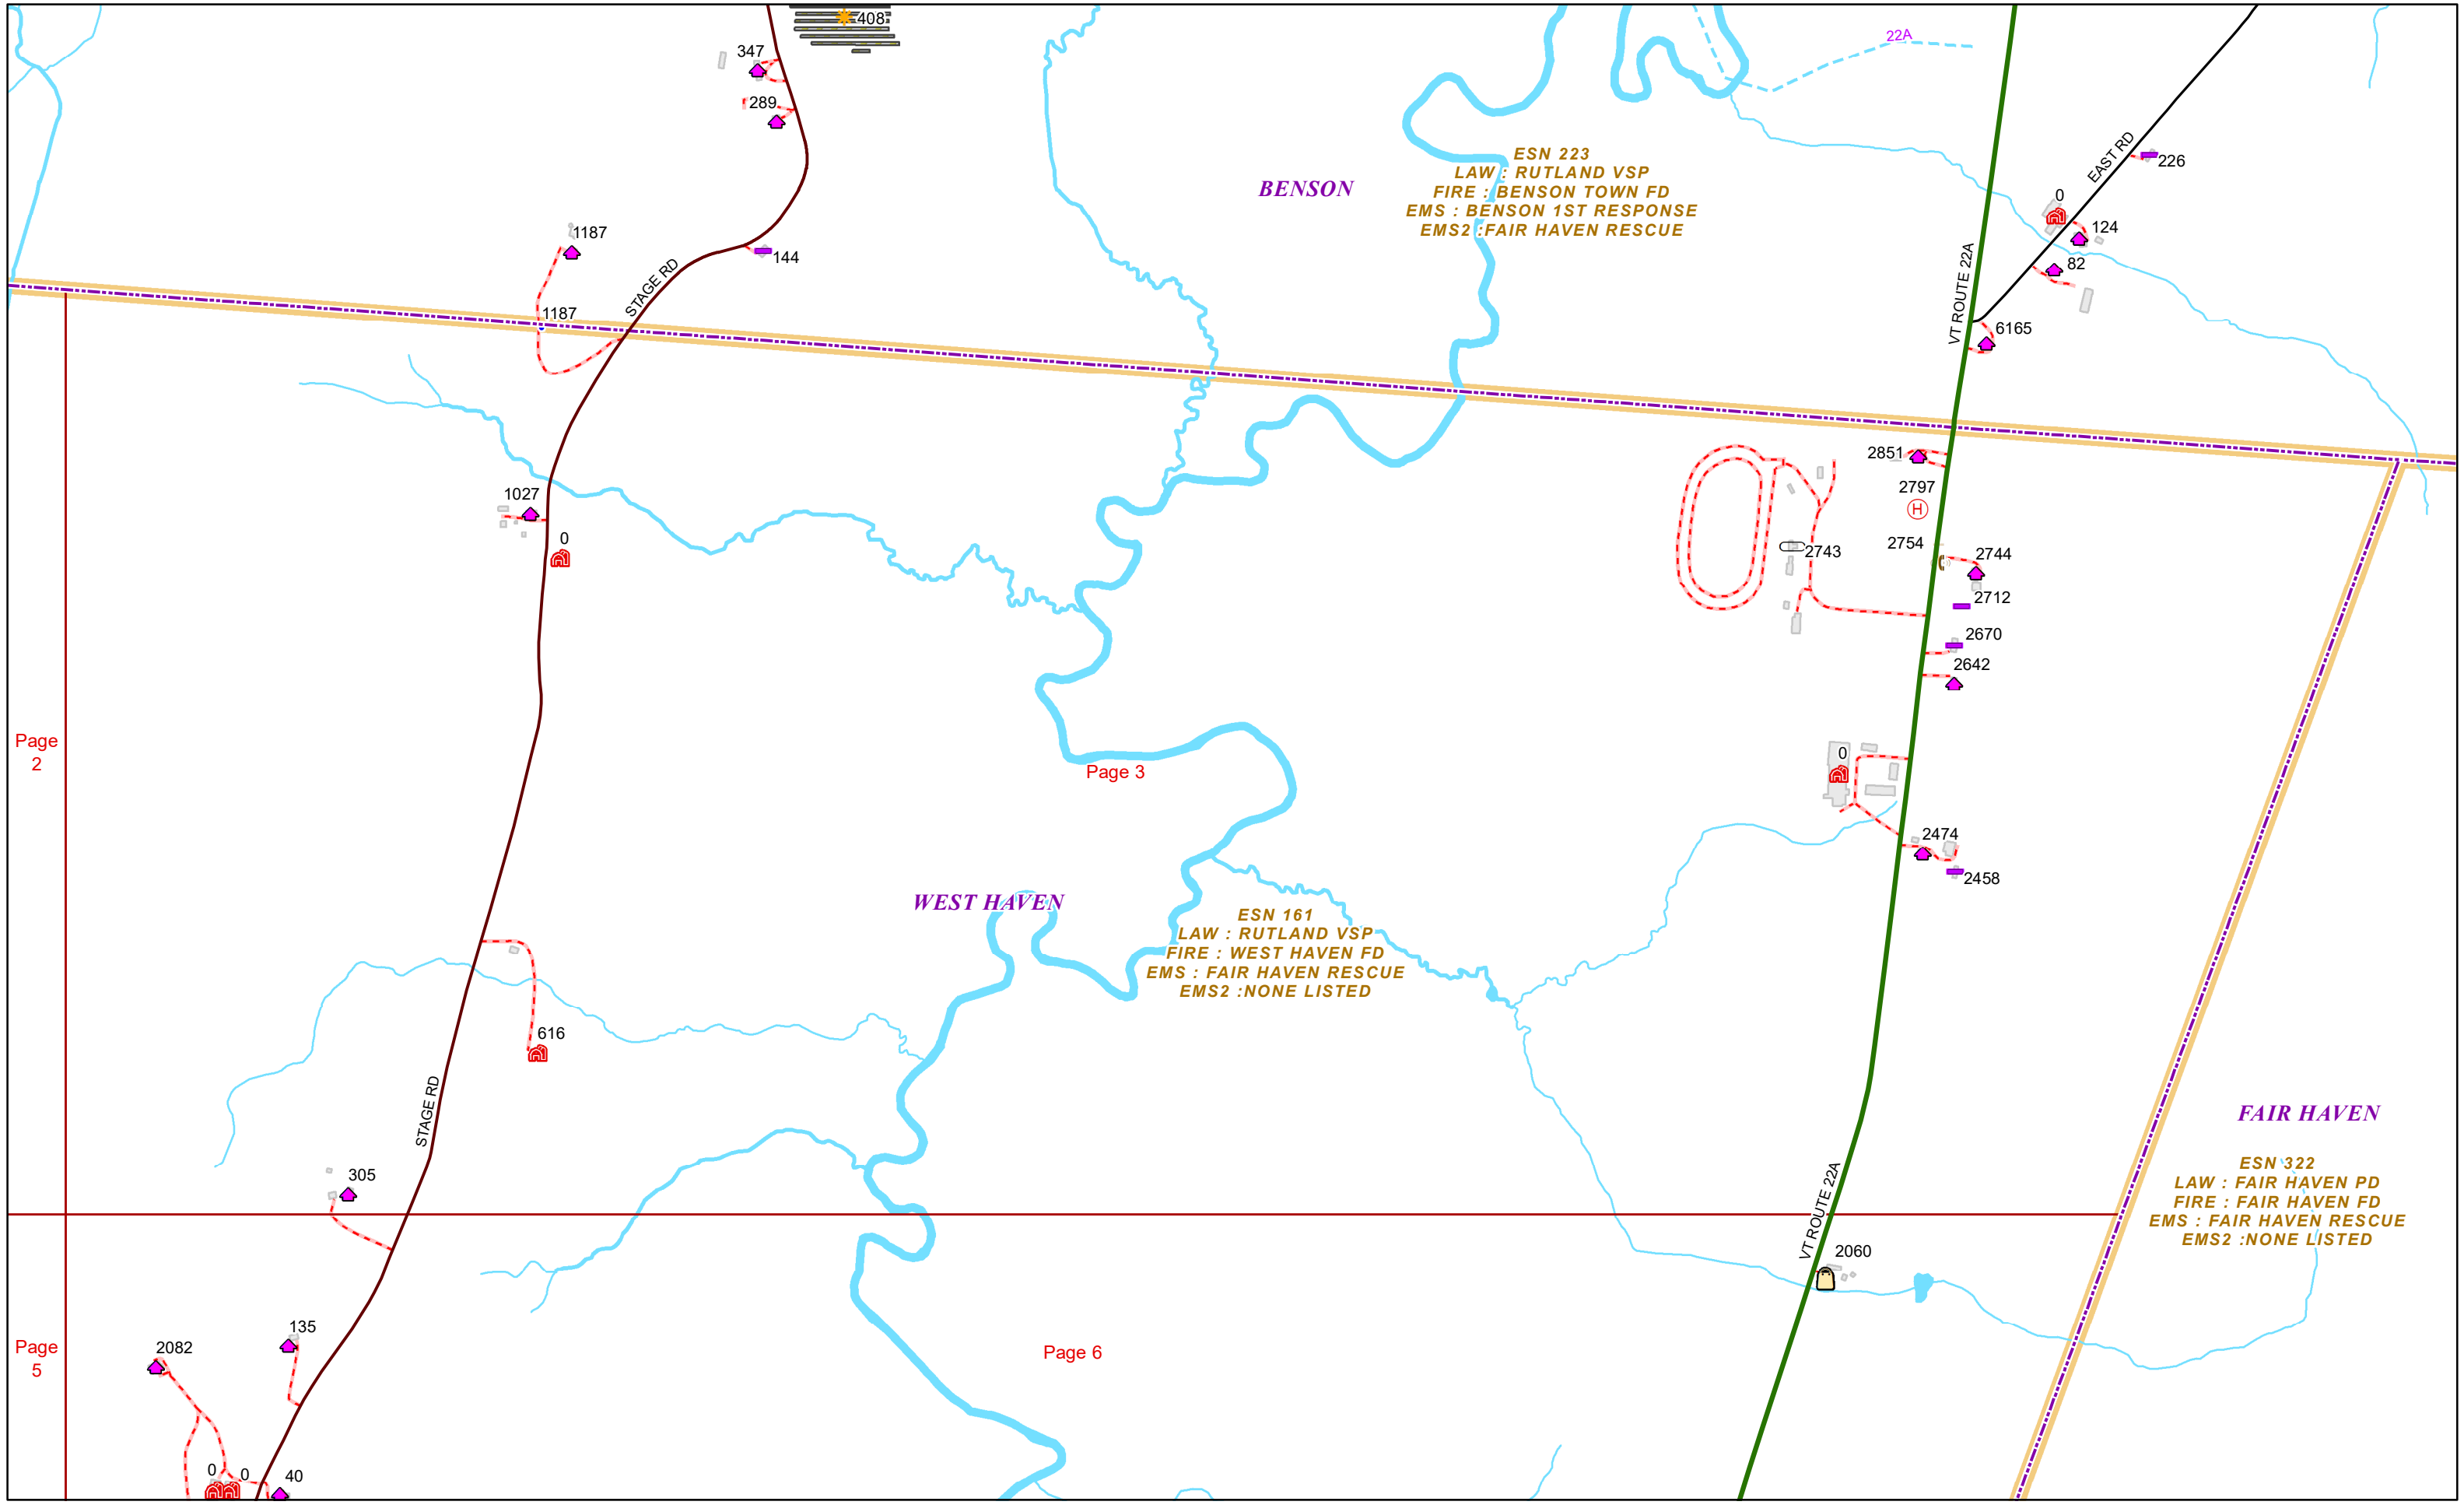 408
347
289
22A
BENSON
ESN 223
LAW : RUTLAND VSP
FIRE : BENSON TOWN FD
EMS : BENSON 1ST RESPONSE
EMS2 :FAIR HAVEN RESCUE
EAST RD
226
0
124
82
VT ROUTE 22A
6165
1187
144
STAGE RD
1187
2851
2797
H
1027
0
2754
2744
2743
2712
2670
2642
Page
2
Page 3
0
2474
2458
WEST HAVEN
ESN 161
LAW : RUTLAND VSP
FIRE : WEST HAVEN FD
EMS : FAIR HAVEN RESCUE
EMS2 :NONE LISTED
616
STAGE RD
FAIR HAVEN
ESN 322
LAW : FAIR HAVEN PD
FIRE : FAIR HAVEN FD
EMS : FAIR HAVEN RESCUE
EMS2 :NONE LISTED
305
VT ROUTE 22A
2060
135
2082
Page
5
Page 6
0
0
40